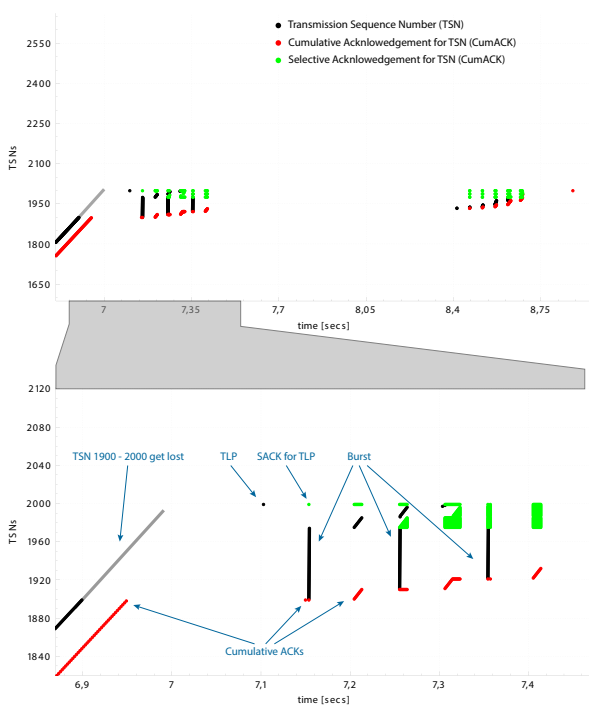 Transmission Sequence Number (TSN)
Cumulative Acknlowedgement for TSN (CumACK)
Selective Acknlowedgement for TSN (CumACK)
2550
2400
2250
2100
1950
1800
1650
TS Ns
7
7,35
7,7
8,05
8,4
8,75
time [secs]
2120
2080
2040
2000
1960
1920
1880
1840
TS Ns
TSN 1900 - 2000 get lost
TLP
SACK for TLP
Burst
Cumulative ACKs
6,9
7
7,1
7,2
7,3
7,4
time [secs]